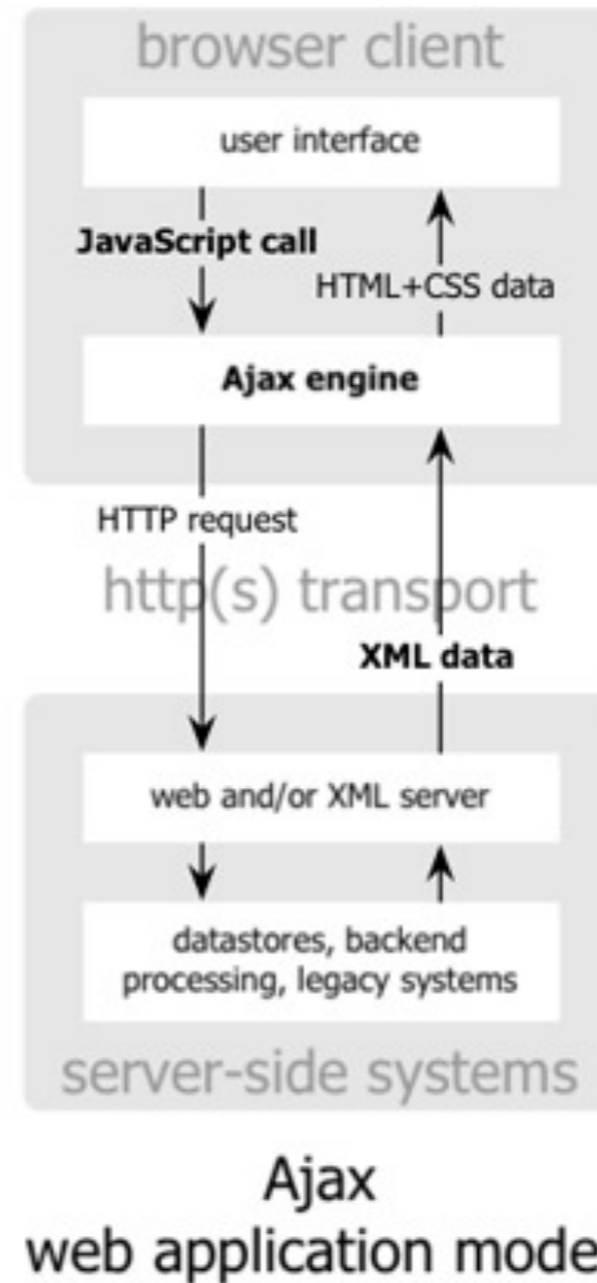 browser client
user interface
JavaScript call
HTML+CSS data
Ajax engine
HTTP request
http(s) transport
XML data
web and/or XML server
datastores, backend
processing, legacy systems
server-side systems
Ajax
web application mode